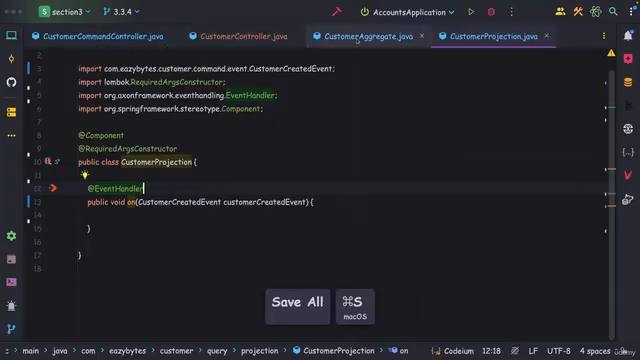 section3 3.3.4 AccountsApplication
CustomerCommandController.java CustomerController.java CustomerAggregate.java CustomerProjection.java
2
3 import com.eazybytes.customer.command.event.CustomerCreatedEvent;
4 import lombok.RequiredArgsConstructor;
5 import org.axonframework.eventhandling.EventHandler;
6 import org.springframework.stereotype.Component;
7
8 @Component
9 @RequiredArgsConstructor
10 public class CustomerProjection {
11
12 @EventHandler
13 public void on(CustomerCreatedEvent customerCreatedEvent) {
14
15 }
16
17 }
18
Save All ⌘S
macOS
main java com eazybytes customer query projection CustomerProjection on Codeium 12:18 LF UTF-8 4 spaces